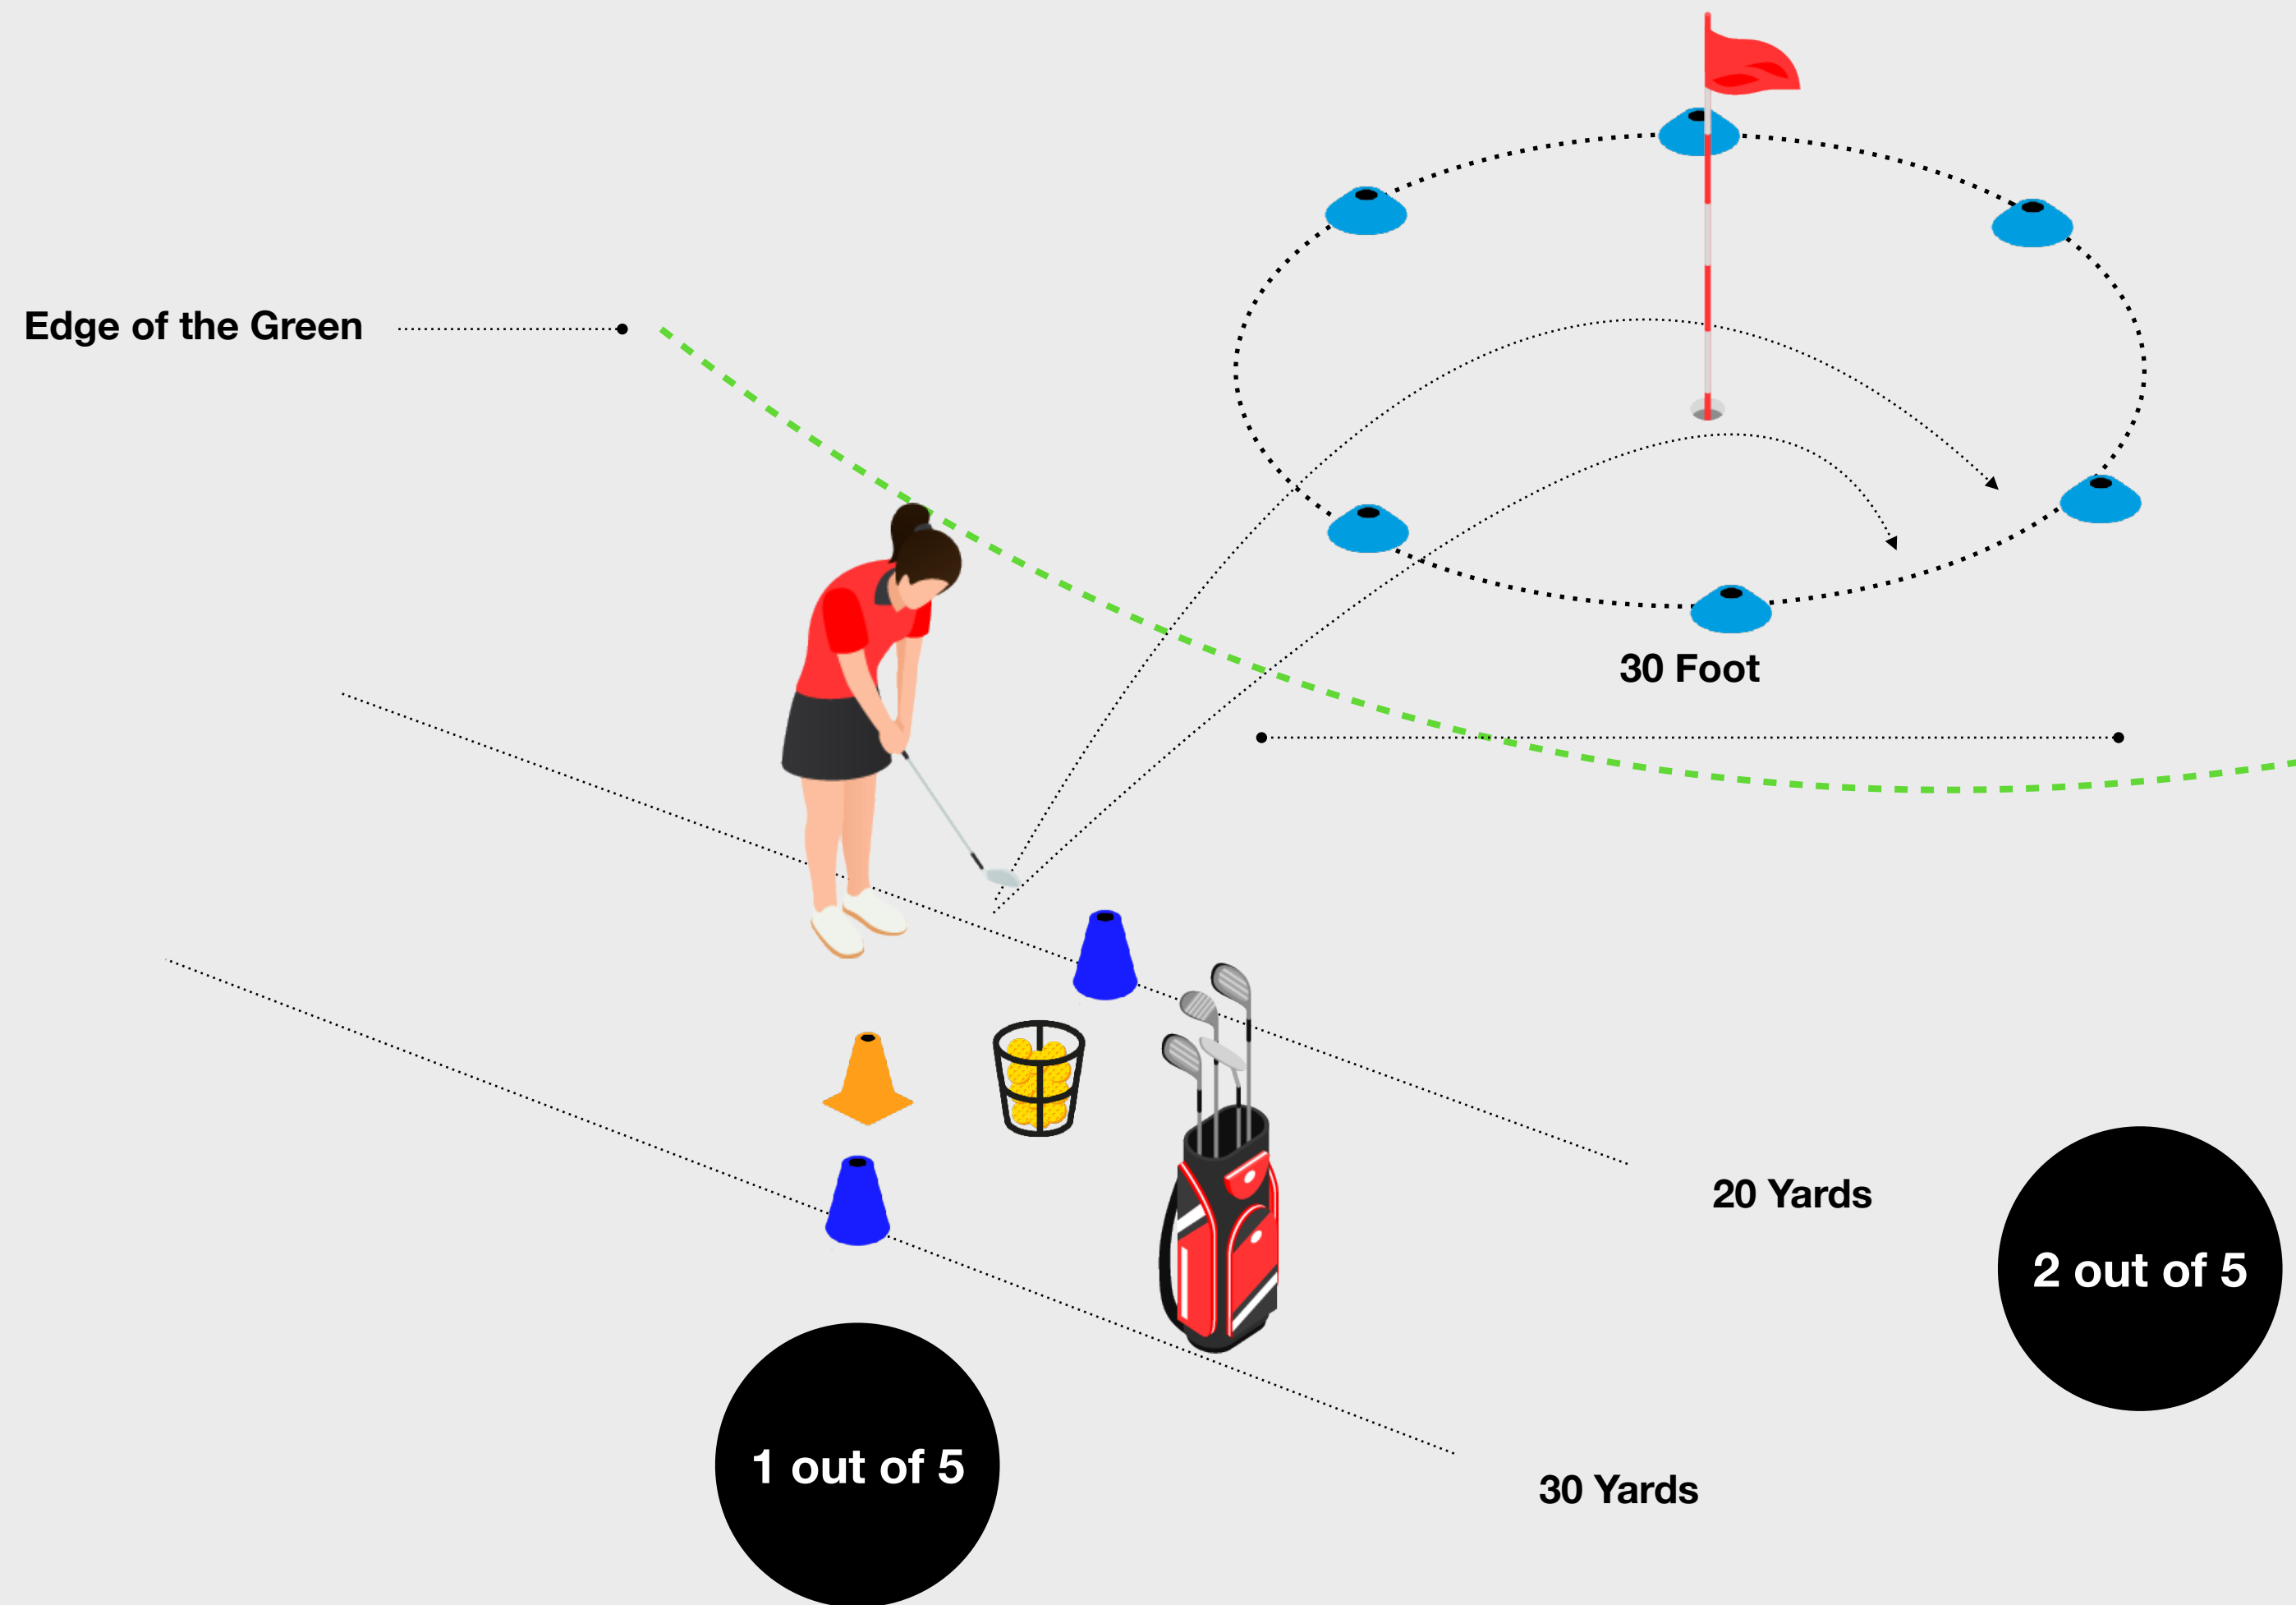 Edge of the Green
30 Foot
20 Yards
2 out of 5
1 out of 5
30 Yards